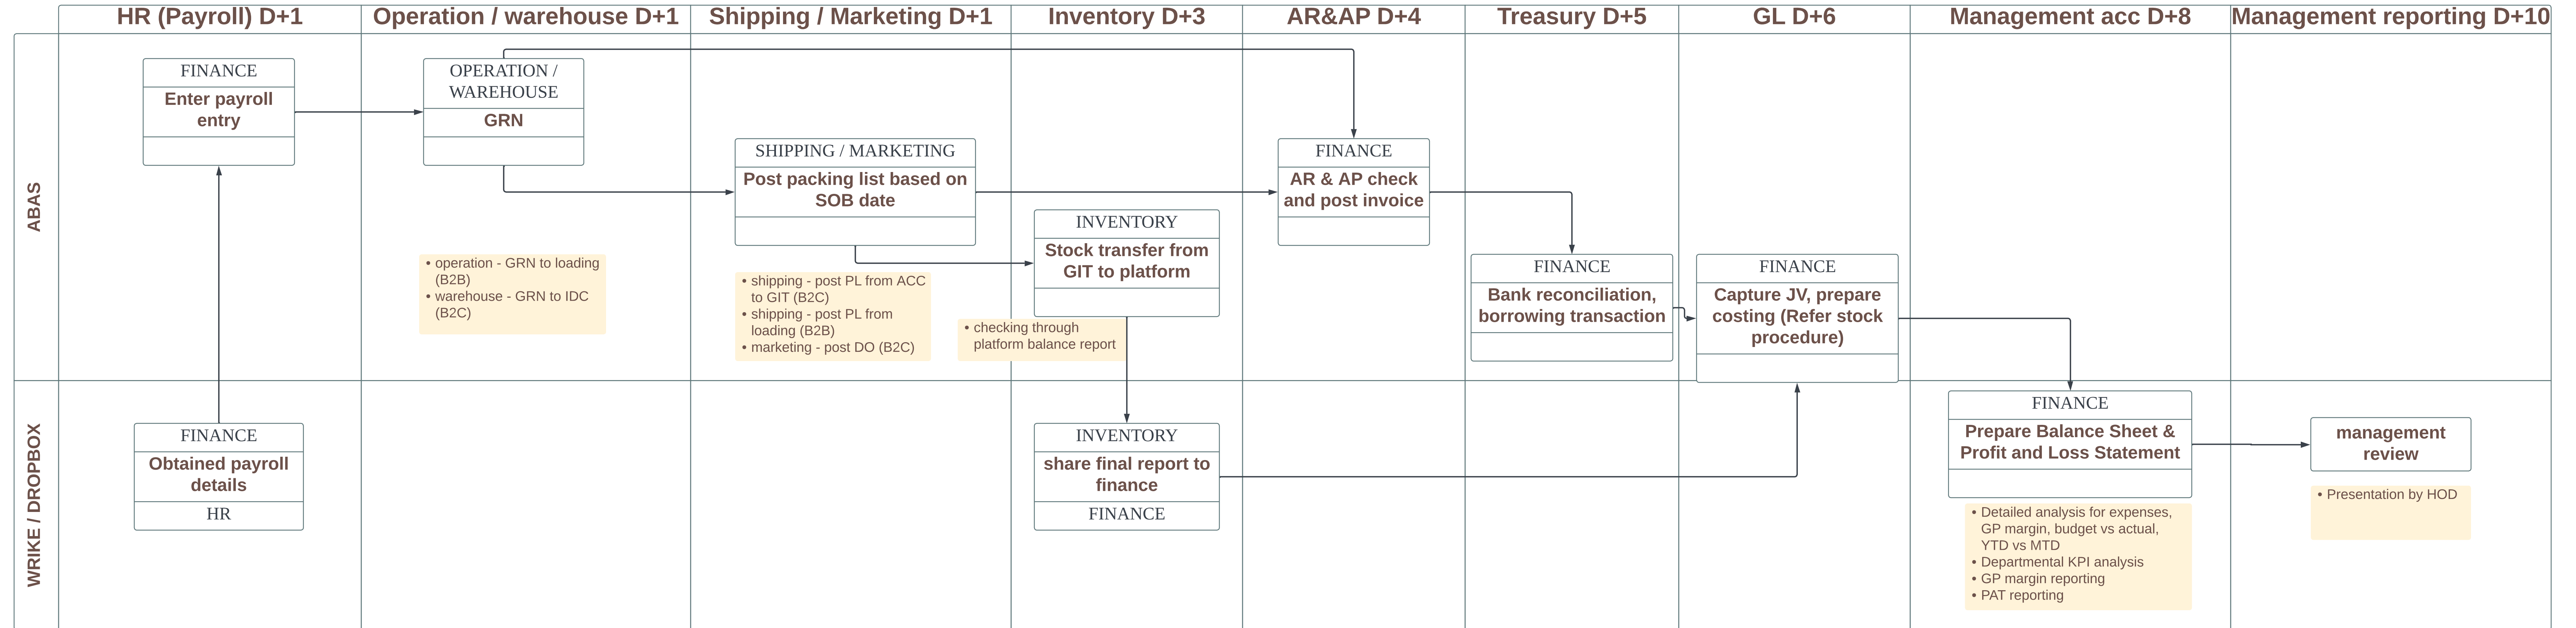 HR (Payroll) D+1
Operation / warehouse D+1
Shipping / Marketing D+1
Inventory D+3
AR&AP D+4
Treasury D+5
GL D+6
Management acc D+8
Management reporting D+10
ABAS
FINANCE
Enter payroll
entry
OPERATION /
WAREHOUSE
GRN
• operation - GRN to loading
(B2B)
• warehouse - GRN to IDC
(B2C)
SHIPPING / MARKETING
Post packing list based on
SOB date
• shipping - post PL from ACC
to GIT (B2C)
• shipping - post PL from
loading (B2B)
• marketing - post DO (B2C)
INVENTORY
Stock transfer from
GIT to platform
• checking through
platform balance report
FINANCE
AR & AP check
and post invoice
FINANCE
Bank reconciliation,
borrowing transaction
FINANCE
Capture JV, prepare
costing (Refer stock
procedure)
WRIKE / DROPBOX
FINANCE
Obtained payroll
details
HR
INVENTORY
share final report to
finance
FINANCE
FINANCE
Prepare Balance Sheet &
Profit and Loss Statement
• Detailed analysis for expenses,
GP margin, budget vs actual,
YTD vs MTD
• Departmental KPI analysis
• GP margin reporting
• PAT reporting
management
review
• Presentation by HOD